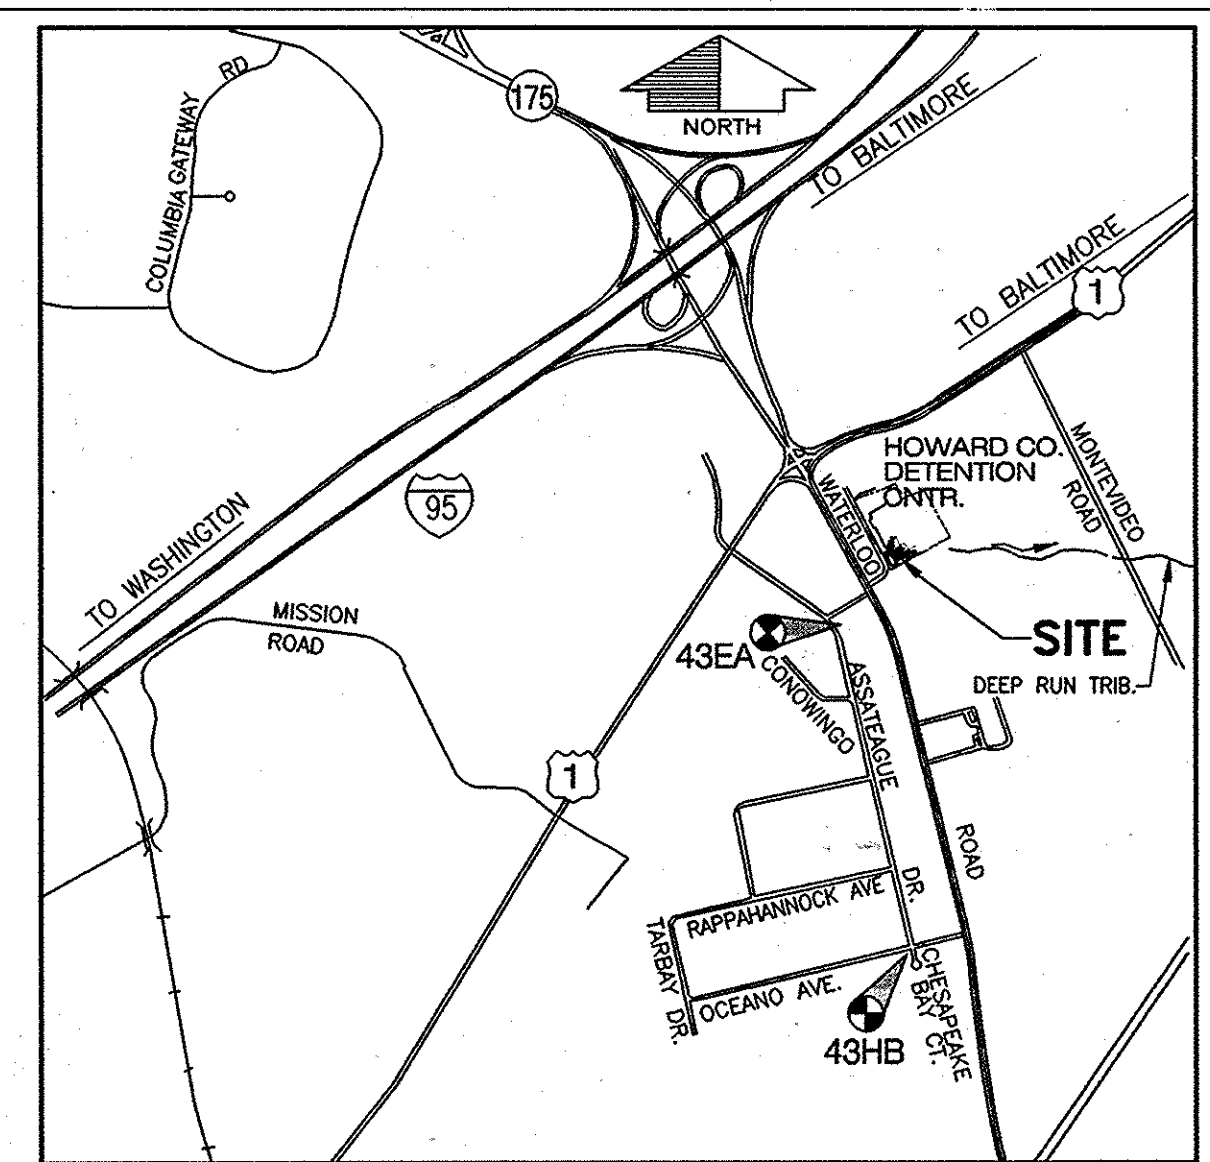 RD
COLUMBIA GATEWAY
175
NORTH
TO BALTIMORE
TO BALTIMORE
1
HOWARD CO.
DETENTION
CNTR.
MONTEVIDEO
ROAD
WATERLOO
95
TO WASHINGTON
MISSION
ROAD
43EA
SITE
DEEP RUN TRIB.
CONOWINGO
ASSATEAGUE
1
ROAD
DR.
RAPPAHANNOCK AVE
TARBAY DR.
OCEANO AVE.
CHESAPEAKE
BAY CT.
43HB